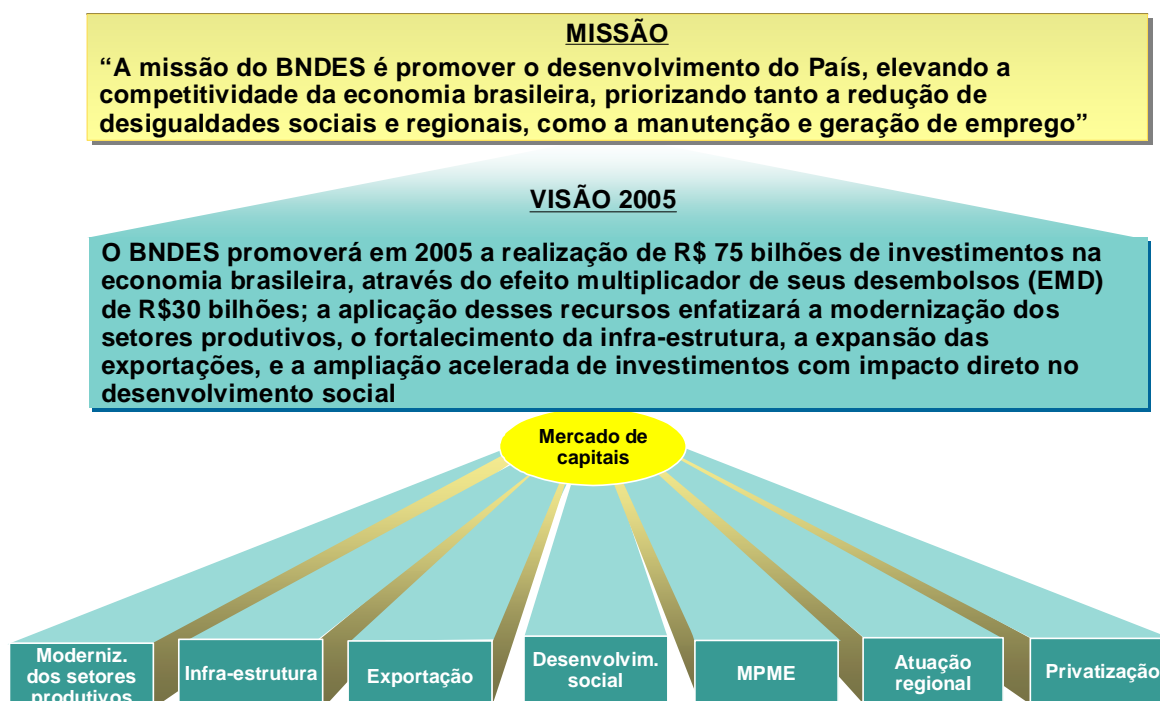 MISSÃO
“A missão do BNDES é promover o desenvolvimento do País, elevando a
competitividade da economia brasileira, priorizando tanto a redução de
desigualdades sociais e regionais, como a manutenção e geração de emprego”
VISÃO 2005
O BNDES promoverá em 2005 a realização de R$ 75 bilhões de investimentos na
economia brasileira, através do efeito multiplicador de seus desembolsos (EMD)
de R$30 bilhões; a aplicação desses recursos enfatizará a modernização dos
setores produtivos, o fortalecimento da infra-estrutura, a expansão das
exportações, e a ampliação acelerada de investimentos com impacto direto no
desenvolvimento social
Mercado de
capitais
Moderniz.
dos setores
produtivos
Infra-estrutura
Exportação
Desenvolvim.
social
MPME
Atuação
regional
Privatização